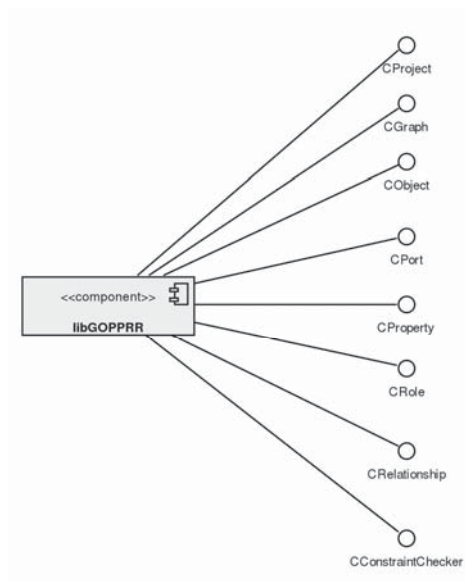 CProject
CGraph
CObject
CPort
<<component>>
libGOPPRR
CProperty
CRole
CRelationship
CConstraintChecker